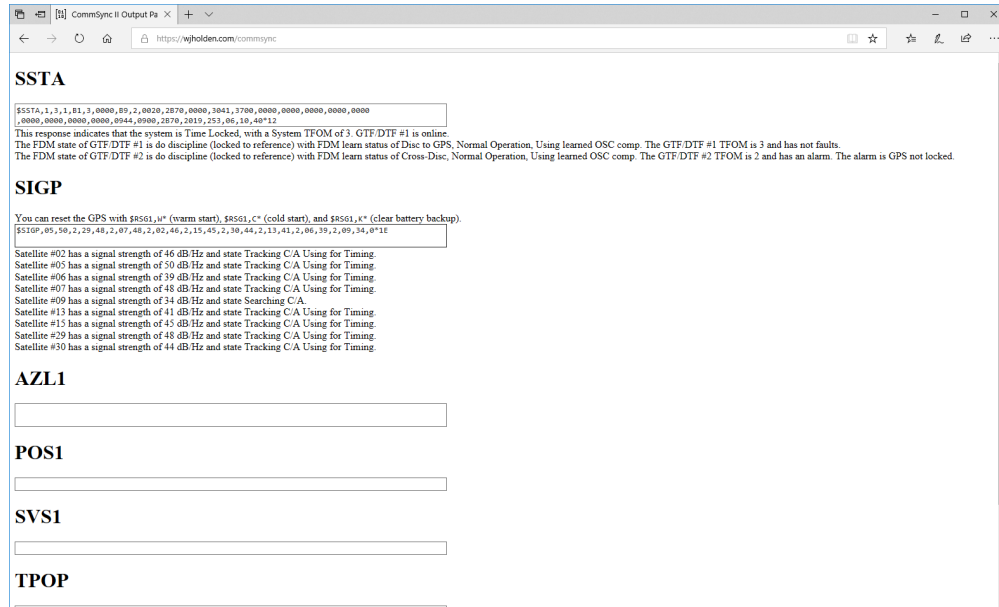 CommSync II Output Pa
https://wjholden.com/commsync
SSTA
$SSTA,1,3,1,B1,3,0000,B9,2,0020,2B70,0000,3041,3700,0000,0000,0000,0000,0000
,0000,0000,0000,0000,0944,0900,2B70,2019,253,06,10,40*12
This response indicates that the system is Time Locked, with a System TFOM of 3. GTF/DTF #1 is online.
The FDM state of GTF/DTF #1 is do discipline (locked to reference) with FDM learn status of Disc to GPS, Normal Operation, Using learned OSC comp. The GTF/DTF #1 TFOM is 3 and has not faults.
The FDM state of GTF/DTF #2 is do discipline (locked to reference) with FDM learn status of Cross-Disc, Normal Operation, Using learned OSC comp. The GTF/DTF #2 TFOM is 2 and has an alarm. The alarm is GPS not locked.
SIGP
You can reset the GPS with $RSG1,W* (warm start), $RSG1,C* (cold start), and $RSG1,K* (clear battery backup).
$SIGP,05,50,2,29,48,2,07,48,2,02,46,2,15,45,2,30,44,2,13,41,2,06,39,2,09,34,0*1E
Satellite #02 has a signal strength of 46 dB/Hz and state Tracking C/A Using for Timing.
Satellite #05 has a signal strength of 50 dB/Hz and state Tracking C/A Using for Timing.
Satellite #06 has a signal strength of 39 dB/Hz and state Tracking C/A Using for Timing.
Satellite #07 has a signal strength of 48 dB/Hz and state Tracking C/A Using for Timing.
Satellite #09 has a signal strength of 34 dB/Hz and state Searching C/A.
Satellite #13 has a signal strength of 41 dB/Hz and state Tracking C/A Using for Timing.
Satellite #15 has a signal strength of 45 dB/Hz and state Tracking C/A Using for Timing.
Satellite #29 has a signal strength of 48 dB/Hz and state Tracking C/A Using for Timing.
Satellite #30 has a signal strength of 44 dB/Hz and state Tracking C/A Using for Timing.
AZL1
POS1
SVS1
TPOP